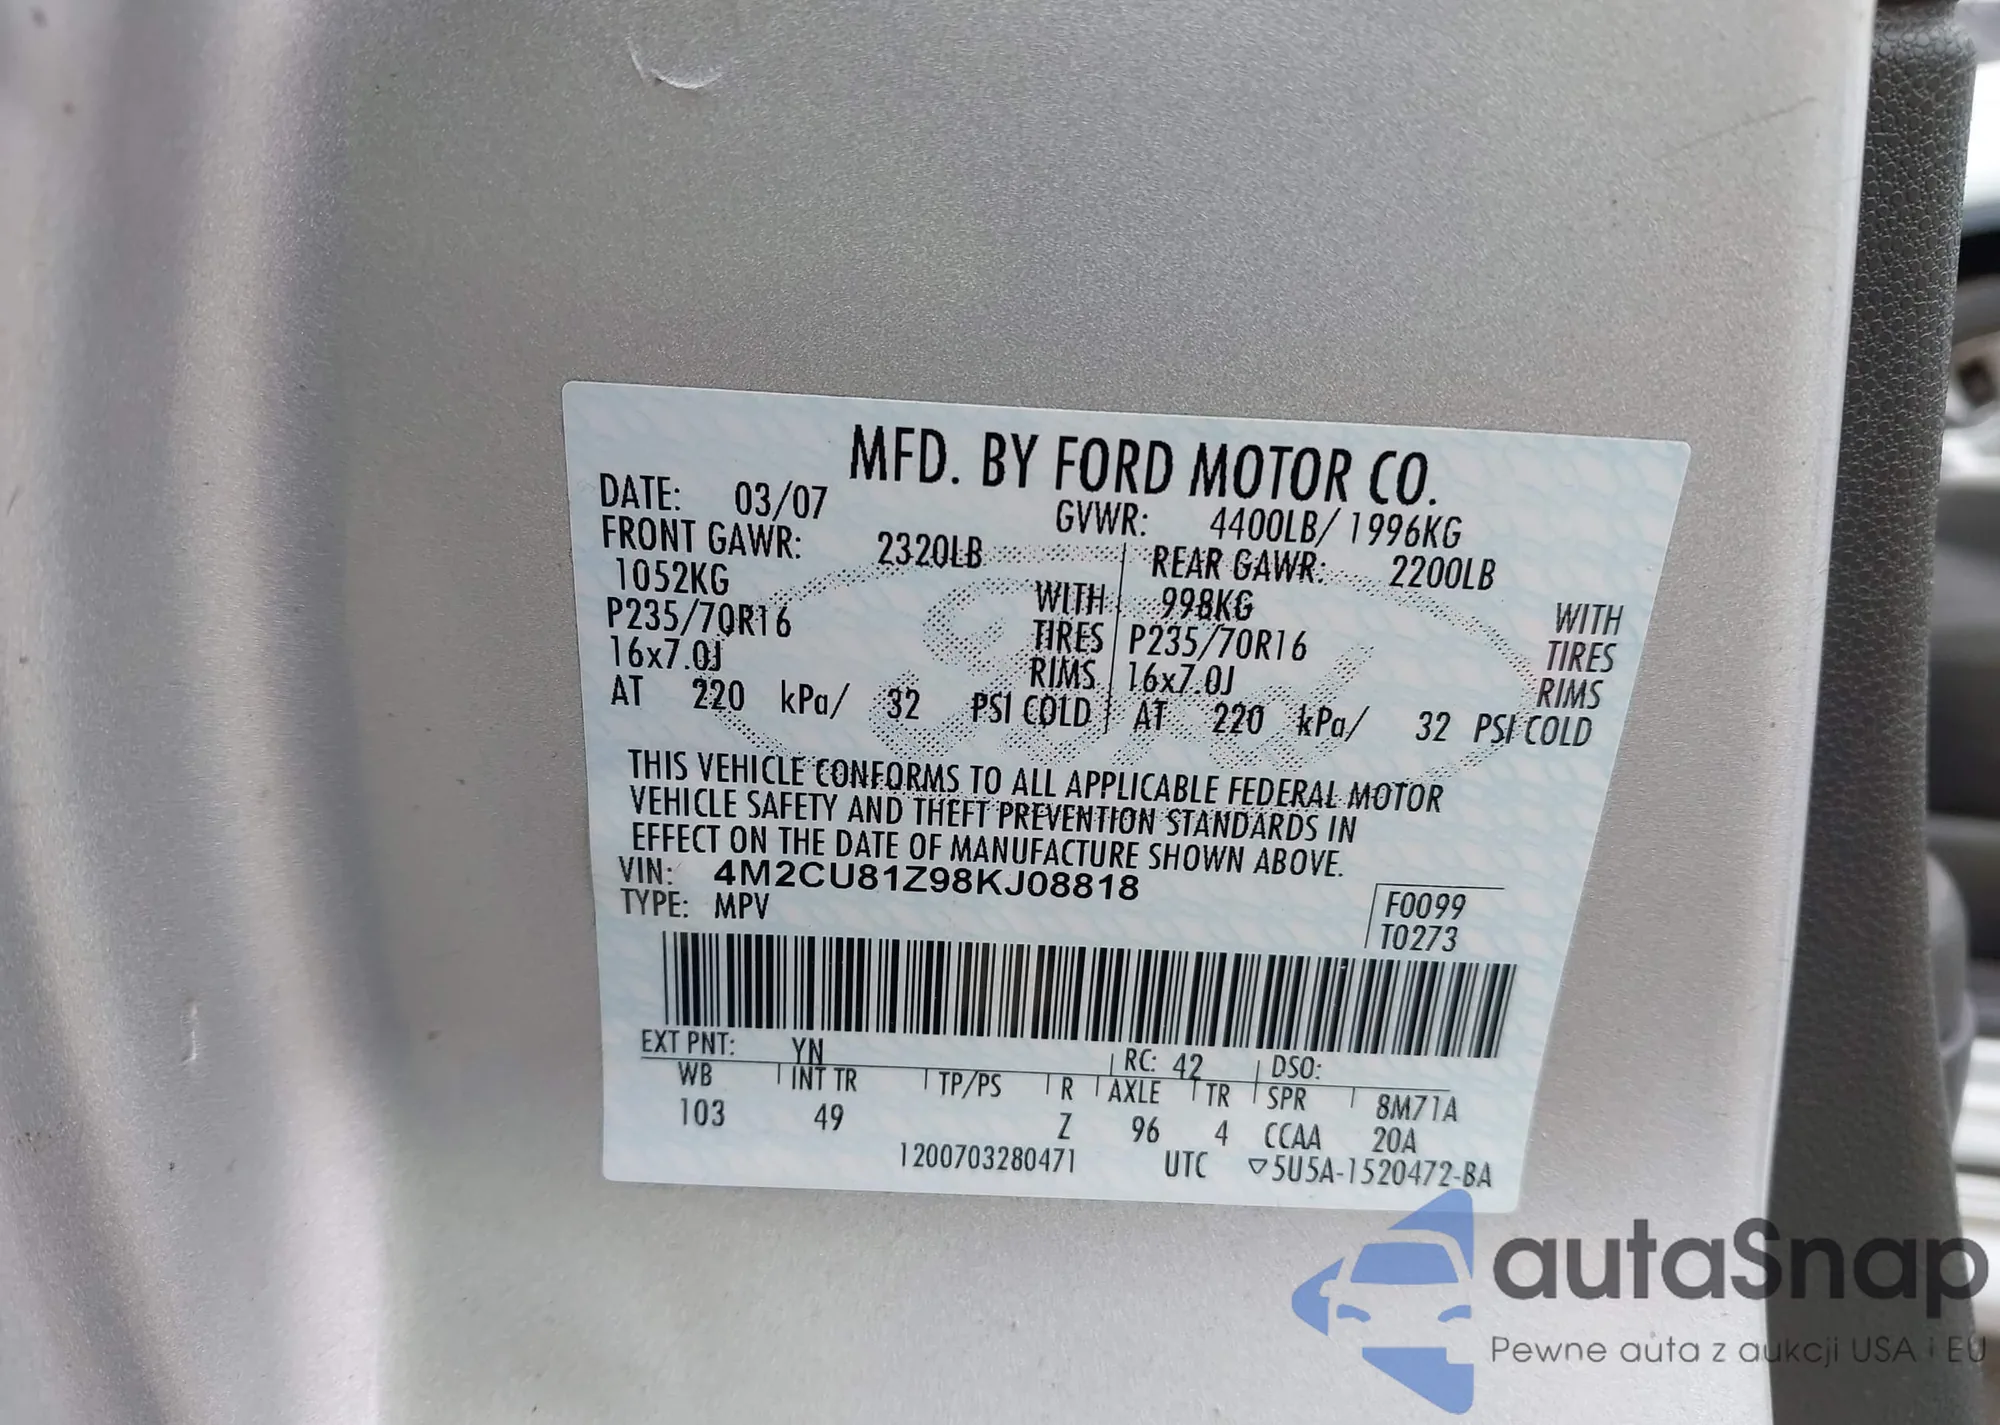 MFD. BY FORD MOTOR CO.
DATE: 03/07 GVWR: 4400LB/ 1996KG
FRONT GAWR: 2320LB REAR GAWR: 2200LB
1052KG WITH 998KG WITH
P235/70R16 TIRES P235/70R16 TIRES
16x7.0J RIMS 16x7.0J RIMS
AT 220 kPa/ 32 PSI COLD AT 220 kPa/ 32 PSI COLD
THIS VEHICLE CONFORMS TO ALL APPLICABLE FEDERAL MOTOR
VEHICLE SAFETY AND THEFT PREVENTION STANDARDS IN
EFFECT ON THE DATE OF MANUFACTURE SHOWN ABOVE.
VIN: 4M2CU81Z98KJ08818
TYPE: MPV
F0099
T0273
EXT PNT: YN RC: 42 DSO:
WB INT TR TP/PS R AXLE TR SPR 8M71A
103 49 Z 96 4 CCAA 20A
1200703280471 UTC ▽5U5A-1520472-BA
autaSnap
Pewne auta z aukcji USA i EU